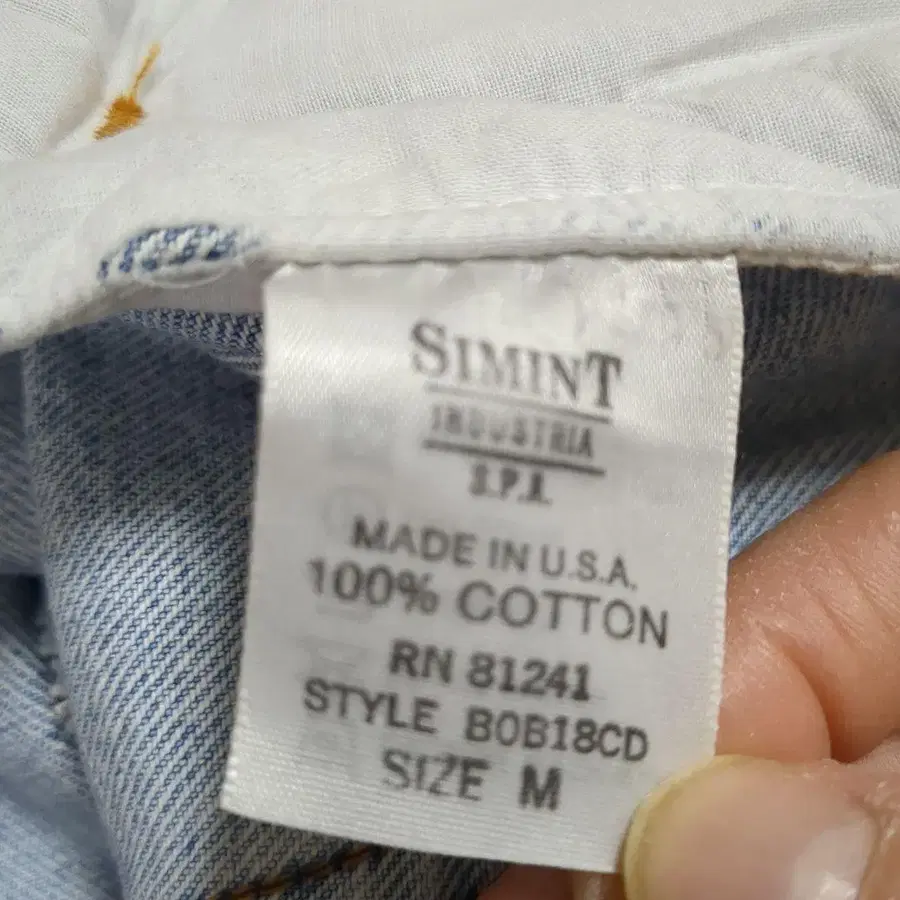 SIMINT
INDUSTRIA
S.P.A.
MADE IN U.S.A.
100% COTTON
RN 81241
STYLE B0B18CD
SIZE M